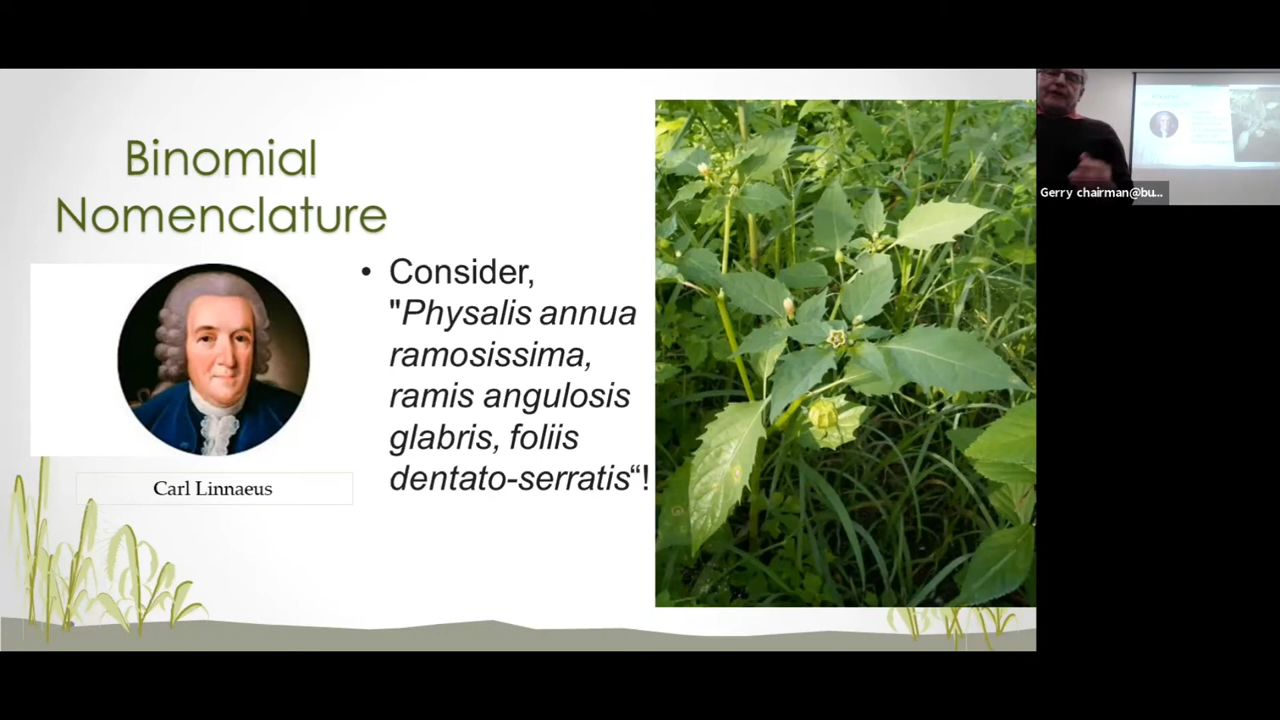 Binomial
Nomenclature
• Consider,
"Physalis annua
ramosissima,
ramis angulosis
glabris, foliis
dentato-serratis“!
Carl Linnaeus
Gerry chairman@bu...